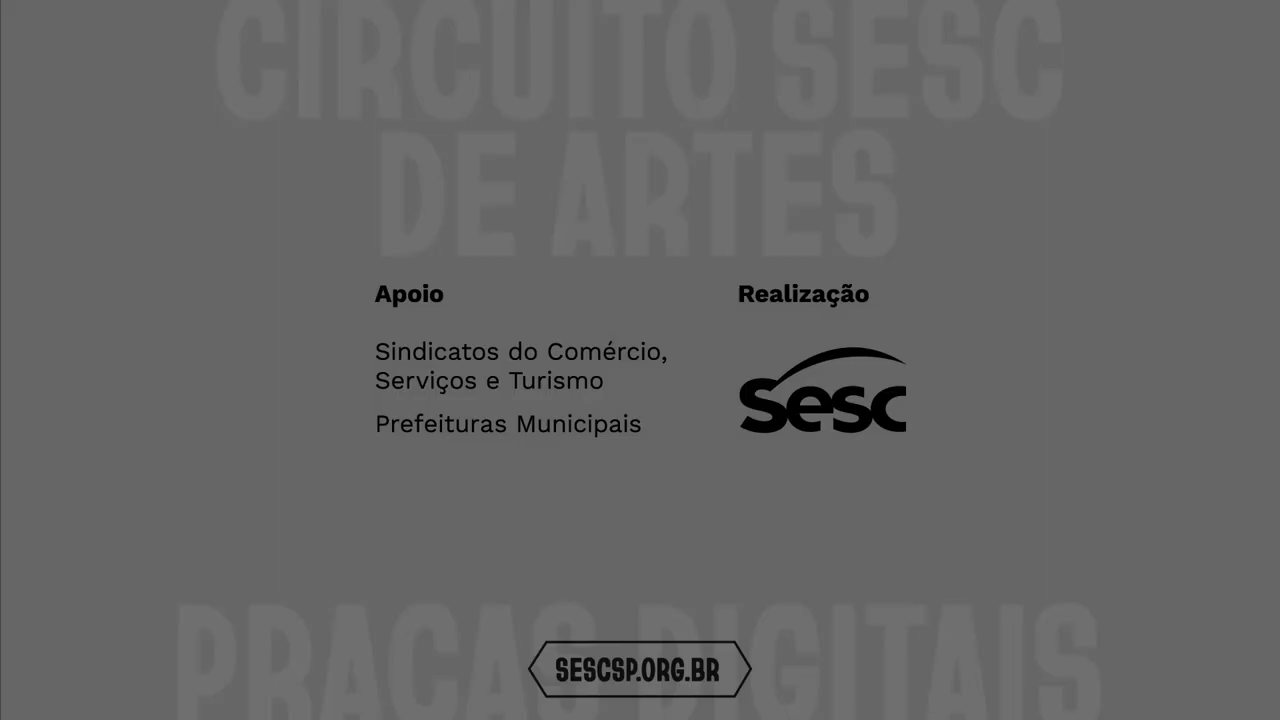 CIRCUITO SESC
DE ARTES
Apoio
Realização
Sindicatos do Comércio,
Serviços e Turismo
Prefeituras Municipais
Sesc
PRAÇAS DIGITAIS
SESCSP.ORG.BR